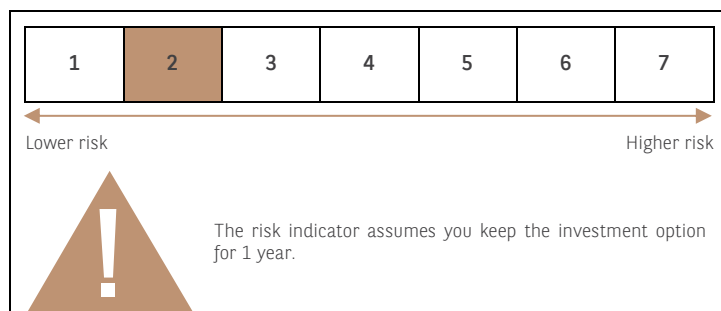 1 2 3 4 5 6 7
Lower risk Higher risk
!
The risk indicator assumes you keep the investment option
for 1 year.